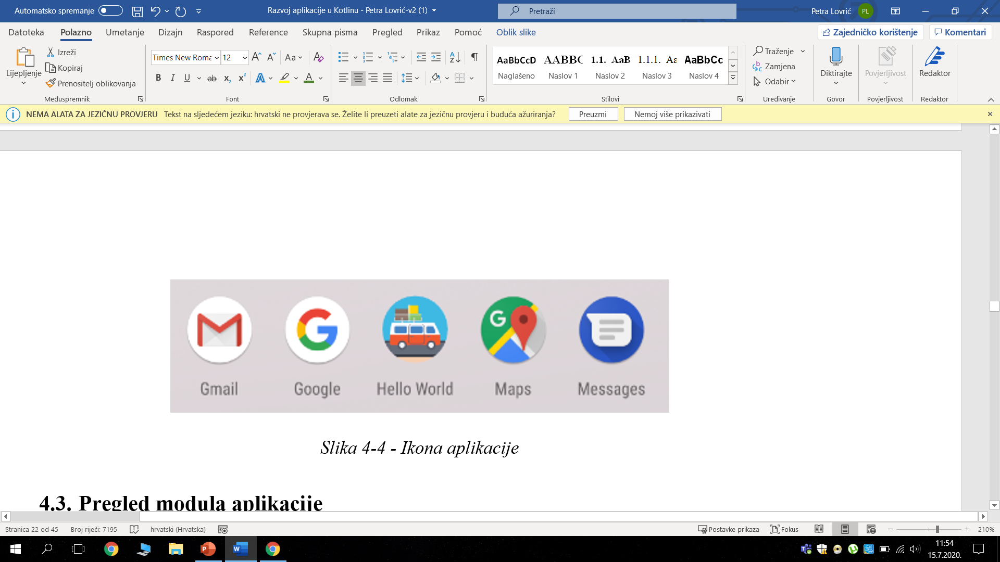 Automatsko spremanje
Razvoj aplikacije u Kotlinu - Petra Lovrić-v2 (1)
Pretraži
Petra Lovrić
PL
Datoteka Polazno Umetanje Dizajn Raspored Reference Skupna pisma Pregled Prikaz Pomoć Oblik slike
Zajedničko korištenje
Komentari
Lijepljenje
Izreži
Kopiraj
Prenositelj oblikovanja
Međuspremnik
Times New Roma 12
Font
Odlomak
AaBbCcD AABBC 1.1. AaB 1.1.1. Aa AaBbCc
Naglašeno Naslov 1 Naslov 2 Naslov 3 Naslov 4
Stilovi
Traženje
Zamjena
Odabir
Uređivanje
Diktirajte
Govor
Povjerljivost
Povjerljivost
Redaktor
Redaktor
NEMA ALATA ZA JEZIČNU PROVJERU Tekst na sljedećem jeziku: hrvatski ne provjerava se. Želite li preuzeti alate za jezičnu provjeru i buduća ažuriranja?
Preuzmi
Nemoj više prikazivati
Gmail Google Hello World Maps Messages
Slika 4-4 - Ikona aplikacije
4.3. Pregled modula aplikacije
Stranica 22 od 45 Broj riječi: 7195 hrvatski (Hrvatska)
Postavke prikaza Fokus 210%
11:54
15.7.2020.